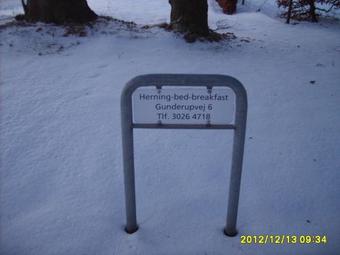 Herning-bed-breakfast
Gunderupvej 6
Tlf. 3026 4718
2012/12/13 09:34